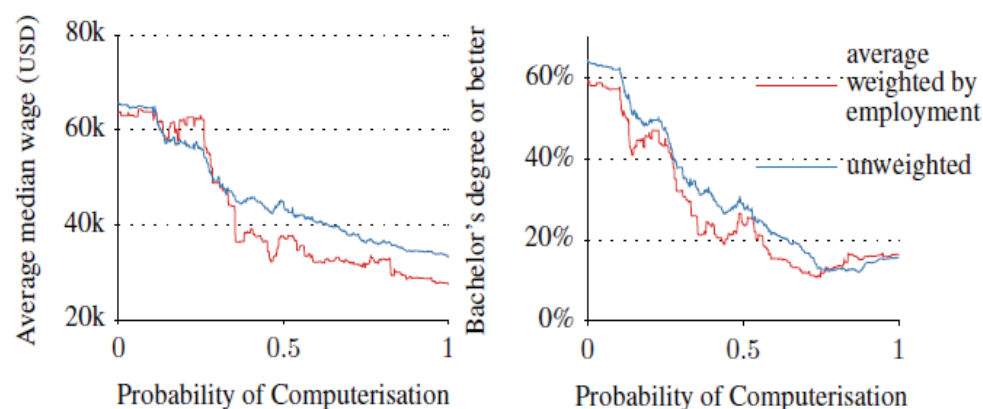 Average median wage (USD)
80k
60k
40k
20k
0
0.5
1
Probability of Computerisation
Bachelor's degree or better
60%
40%
20%
0%
0
0.5
1
Probability of Computerisation
average
weighted by
employment
unweighted